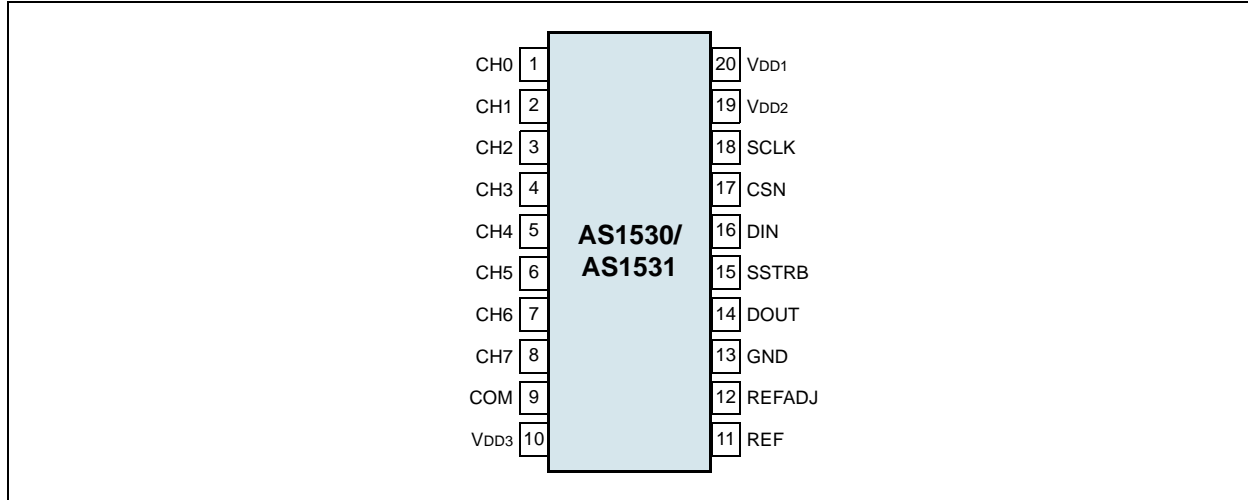 CH0 1
CH1 2
CH2 3
CH3 4
CH4 5
CH5 6
CH6 7
CH7 8
COM 9
VDD3 10
AS1530/
AS1531
20 VDD1
19 VDD2
18 SCLK
17 CSN
16 DIN
15 SSTRB
14 DOUT
13 GND
12 REFADJ
11 REF